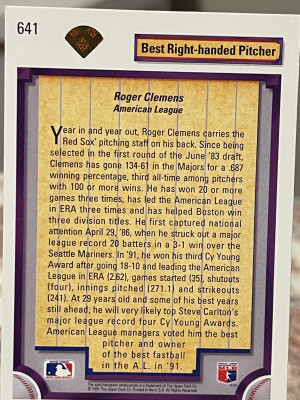 641
Best Right-handed Pitcher
Roger Clemens
American League
Year in and year out, Roger Clemens carries the
Red Sox' pitching staff on his back. Since being
selected in the first round of the June '83 draft,
Clemens has gone 134-61 in the Majors for a .687
winning percentage, third all-time among pitchers
with 100 or more wins. He has won 20 or more
games three times, has led the American League
in ERA three times and has helped Boston win
three division titles. He first captured national
attention April 29, '86, when he struck out a major
league record 20 batters in a 3-1 win over the
Seattle Mariners. In '91, he won his third Cy Young
Award after going 18-10 and leading the American
League in ERA (2.62), games started (35), shutouts
(four), innings pitched (271.1) and strikeouts
(241). At 29 years old and some of his best years
still ahead, he will very likely top Steve Carlton's
major league record four Cy Young Awards.
American League managers voted him the best
pitcher and owner
of the best fastball
in the A.L. in '91.